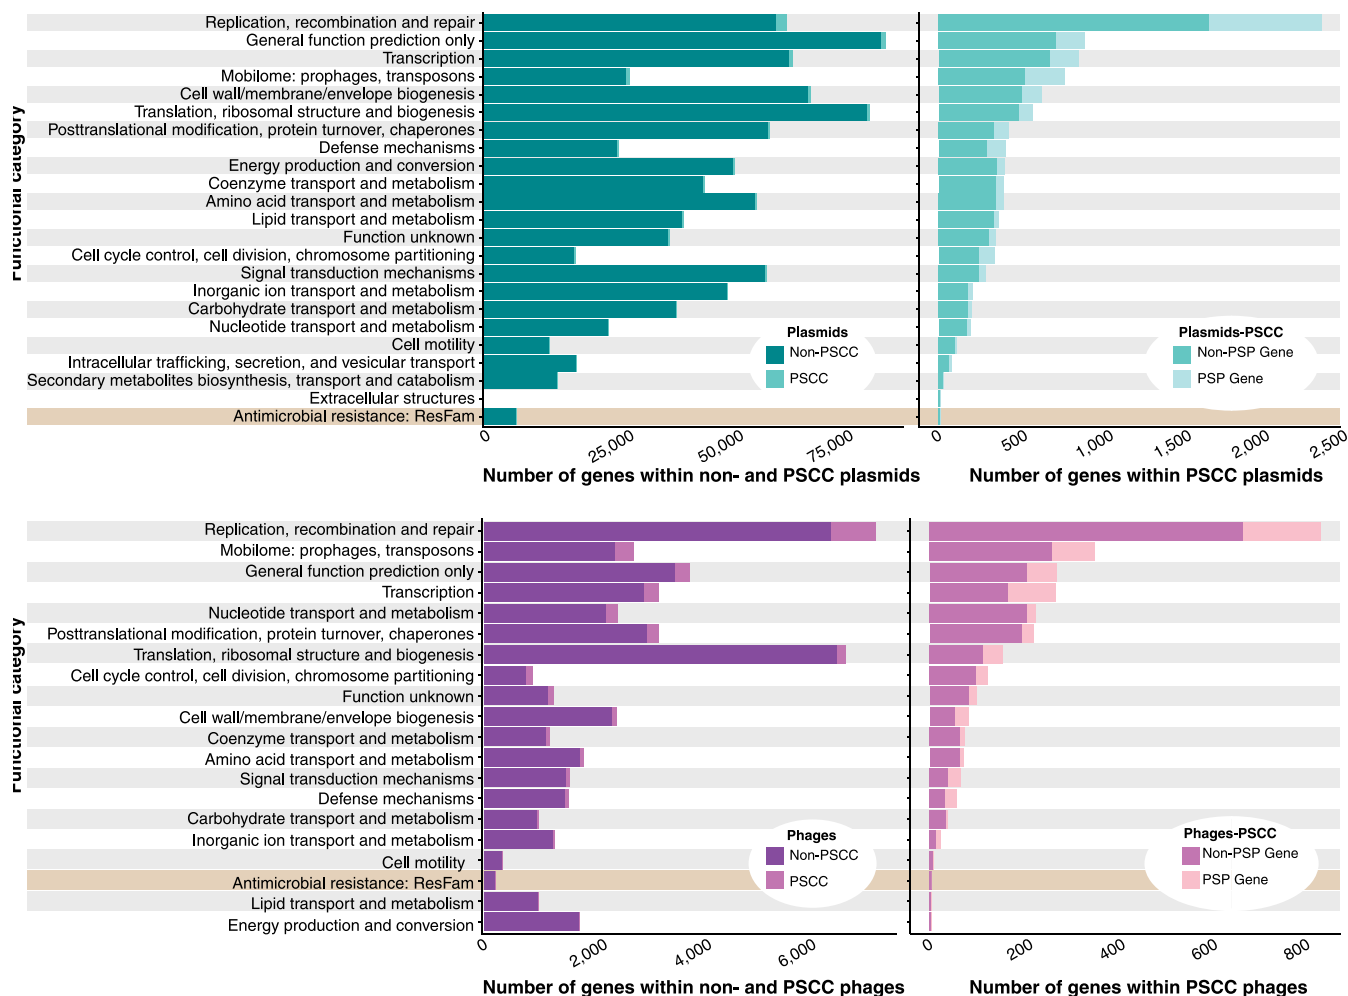 Functional category
Replication, recombination and repair
General function prediction only
Transcription
Mobilome: prophages, transposons
Cell wall/membrane/envelope biogenesis
Translation, ribosomal structure and biogenesis
Posttranslational modification, protein turnover, chaperones
Defense mechanisms
Energy production and conversion
Coenzyme transport and metabolism
Amino acid transport and metabolism
Lipid transport and metabolism
Function unknown
Cell cycle control, cell division, chromosome partitioning
Signal transduction mechanisms
Inorganic ion transport and metabolism
Carbohydrate transport and metabolism
Nucleotide transport and metabolism
Cell motility
Intracellular trafficking, secretion, and vesicular transport
Secondary metabolites biosynthesis, transport and catabolism
Extracellular structures
Antimicrobial resistance: ResFam
Plasmids
Non-PSCC
PSCC
Plasmids-PSCC
Non-PSP Gene
PSP Gene
0 25,000 50,000 75,000
0 500 1,000 1,500 2,000 2,500
Number of genes within non- and PSCC plasmids
Number of genes within PSCC plasmids
Functional category
Replication, recombination and repair
Mobilome: prophages, transposons
General function prediction only
Transcription
Nucleotide transport and metabolism
Posttranslational modification, protein turnover, chaperones
Translation, ribosomal structure and biogenesis
Cell cycle control, cell division, chromosome partitioning
Function unknown
Cell wall/membrane/envelope biogenesis
Coenzyme transport and metabolism
Amino acid transport and metabolism
Signal transduction mechanisms
Defense mechanisms
Carbohydrate transport and metabolism
Inorganic ion transport and metabolism
Cell motility
Antimicrobial resistance: ResFam
Lipid transport and metabolism
Energy production and conversion
Phages
Non-PSCC
PSCC
Phages-PSCC
Non-PSP Gene
PSP Gene
0 2,000 4,000 6,000
0 200 400 600 800
Number of genes within non- and PSCC phages
Number of genes within PSCC phages